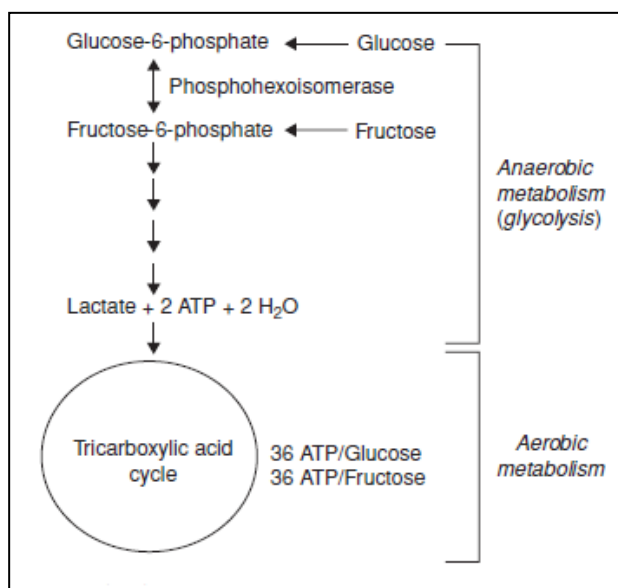 Glucose-6-phosphate Glucose
Phosphohexoisomerase
Fructose-6-phosphate Fructose
Anaerobic
metabolism
(glycolysis)
Lactate + 2 ATP + 2 H₂O
Tricarboxylic acid
cycle
36 ATP/Glucose
36 ATP/Fructose
Aerobic
metabolism